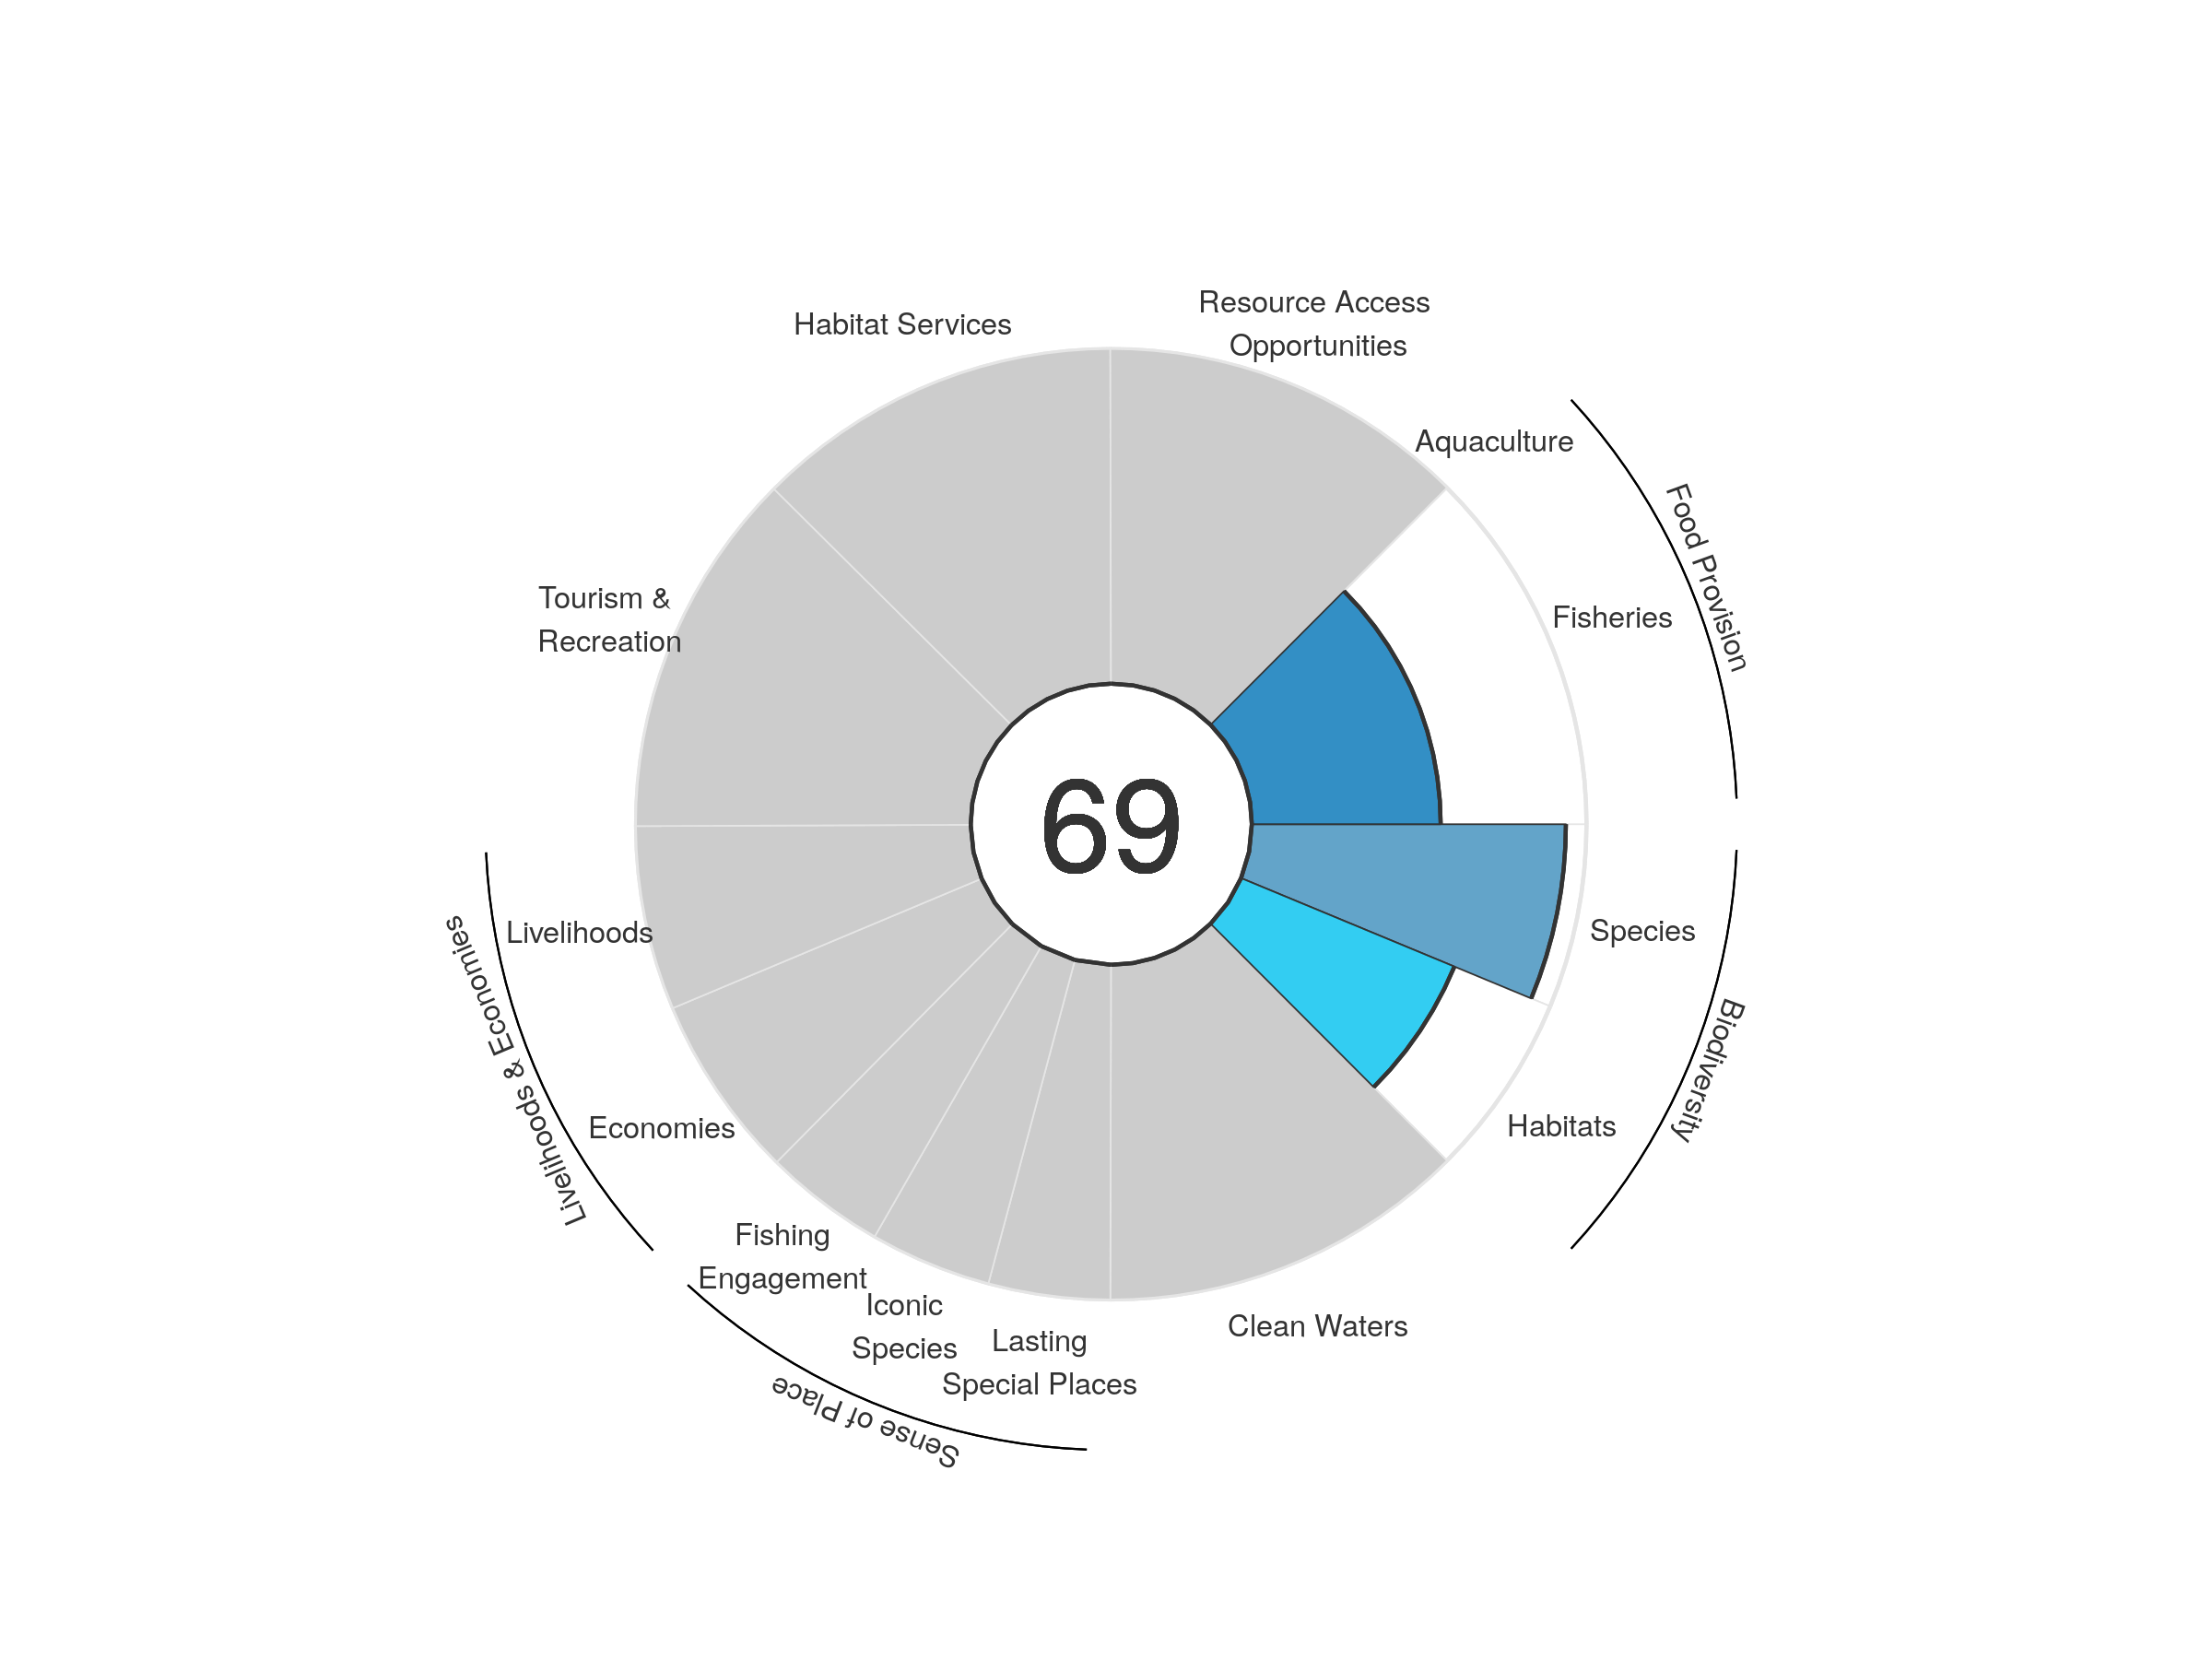 Resource Access
Opportunities
Habitat Services
Aquaculture
Food Provision
Fisheries
Tourism &
Recreation
69
Species
Livelihoods
Livelihoods & Economies
Biodiversity
Habitats
Economies
Fishing
Engagement
Iconic
Species
Lasting
Special Places
Clean Waters
Sense of Place